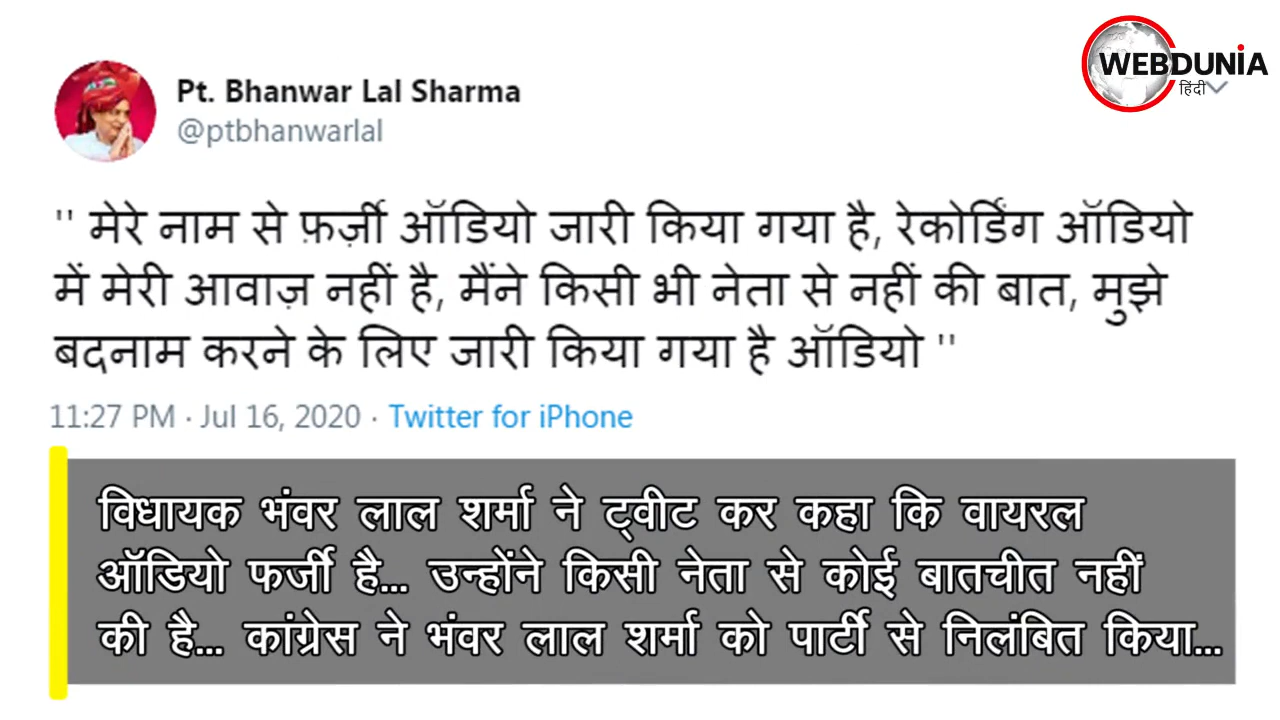 WEBDUNIA
हिंदी
Pt. Bhanwar Lal Sharma
@ptbhanwarlal
'' मेरे नाम से फ़र्ज़ी ऑडियो जारी किया गया है, रेकोर्डिंग ऑडियो
में मेरी आवाज़ नहीं है, मैंने किसी भी नेता से नहीं की बात, मुझे
बदनाम करने के लिए जारी किया गया है ऑडियो ''
11:27 PM · Jul 16, 2020 · Twitter for iPhone
विधायक भंवर लाल शर्मा ने ट्वीट कर कहा कि वायरल
ऑडियो फर्जी है... उन्होंने किसी नेता से कोई बातचीत नहीं
की है... कांग्रेस ने भंवर लाल शर्मा को पार्टी से निलंबित किया...